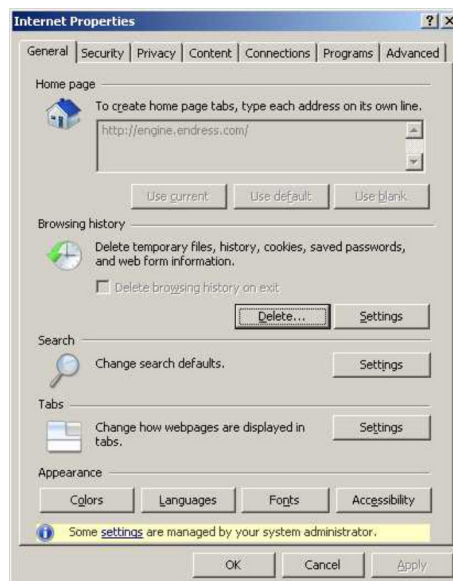 Internet Properties
General Security Privacy Content Connections Programs Advanced
Home page
To create home page tabs, type each address on its own line.
http://engine.endress.com/
Use current Use default Use blank
Browsing history
Delete temporary files, history, cookies, saved passwords,
and web form information.
Delete browsing history on exit
Delete... Settings
Search
Change search defaults. Settings
Tabs
Change how webpages are displayed in
tabs. Settings
Appearance
Colors Languages Fonts Accessibility
Some settings are managed by your system administrator.
OK Cancel Apply